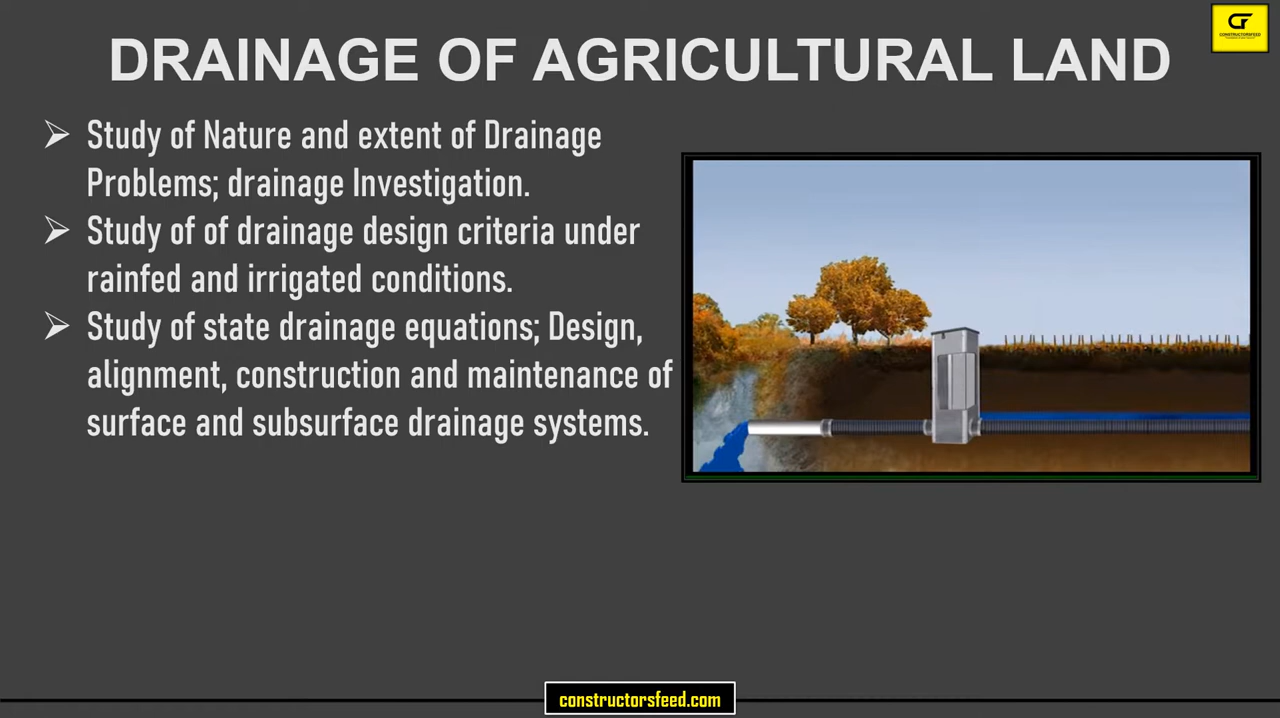 DRAINAGE OF AGRICULTURAL LAND
CF
CONSTRUCTORSFEED
➢ Study of Nature and extent of Drainage
Problems; drainage Investigation.
➢ Study of of drainage design criteria under
rainfed and irrigated conditions.
➢ Study of state drainage equations; Design,
alignment, construction and maintenance of
surface and subsurface drainage systems.
constructorsfeed.com